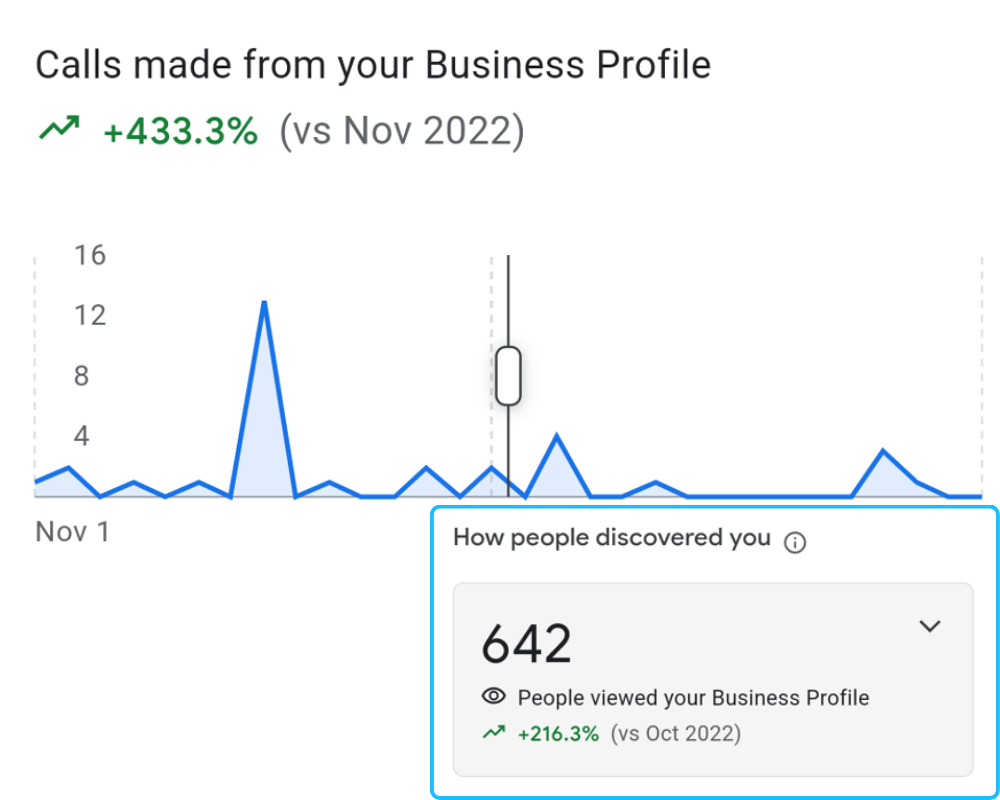 Calls made from your Business Profile
+433.3% (vs Nov 2022)
16
12
8
4
Nov 1
How people discovered you
642
People viewed your Business Profile
+216.3% (vs Oct 2022)